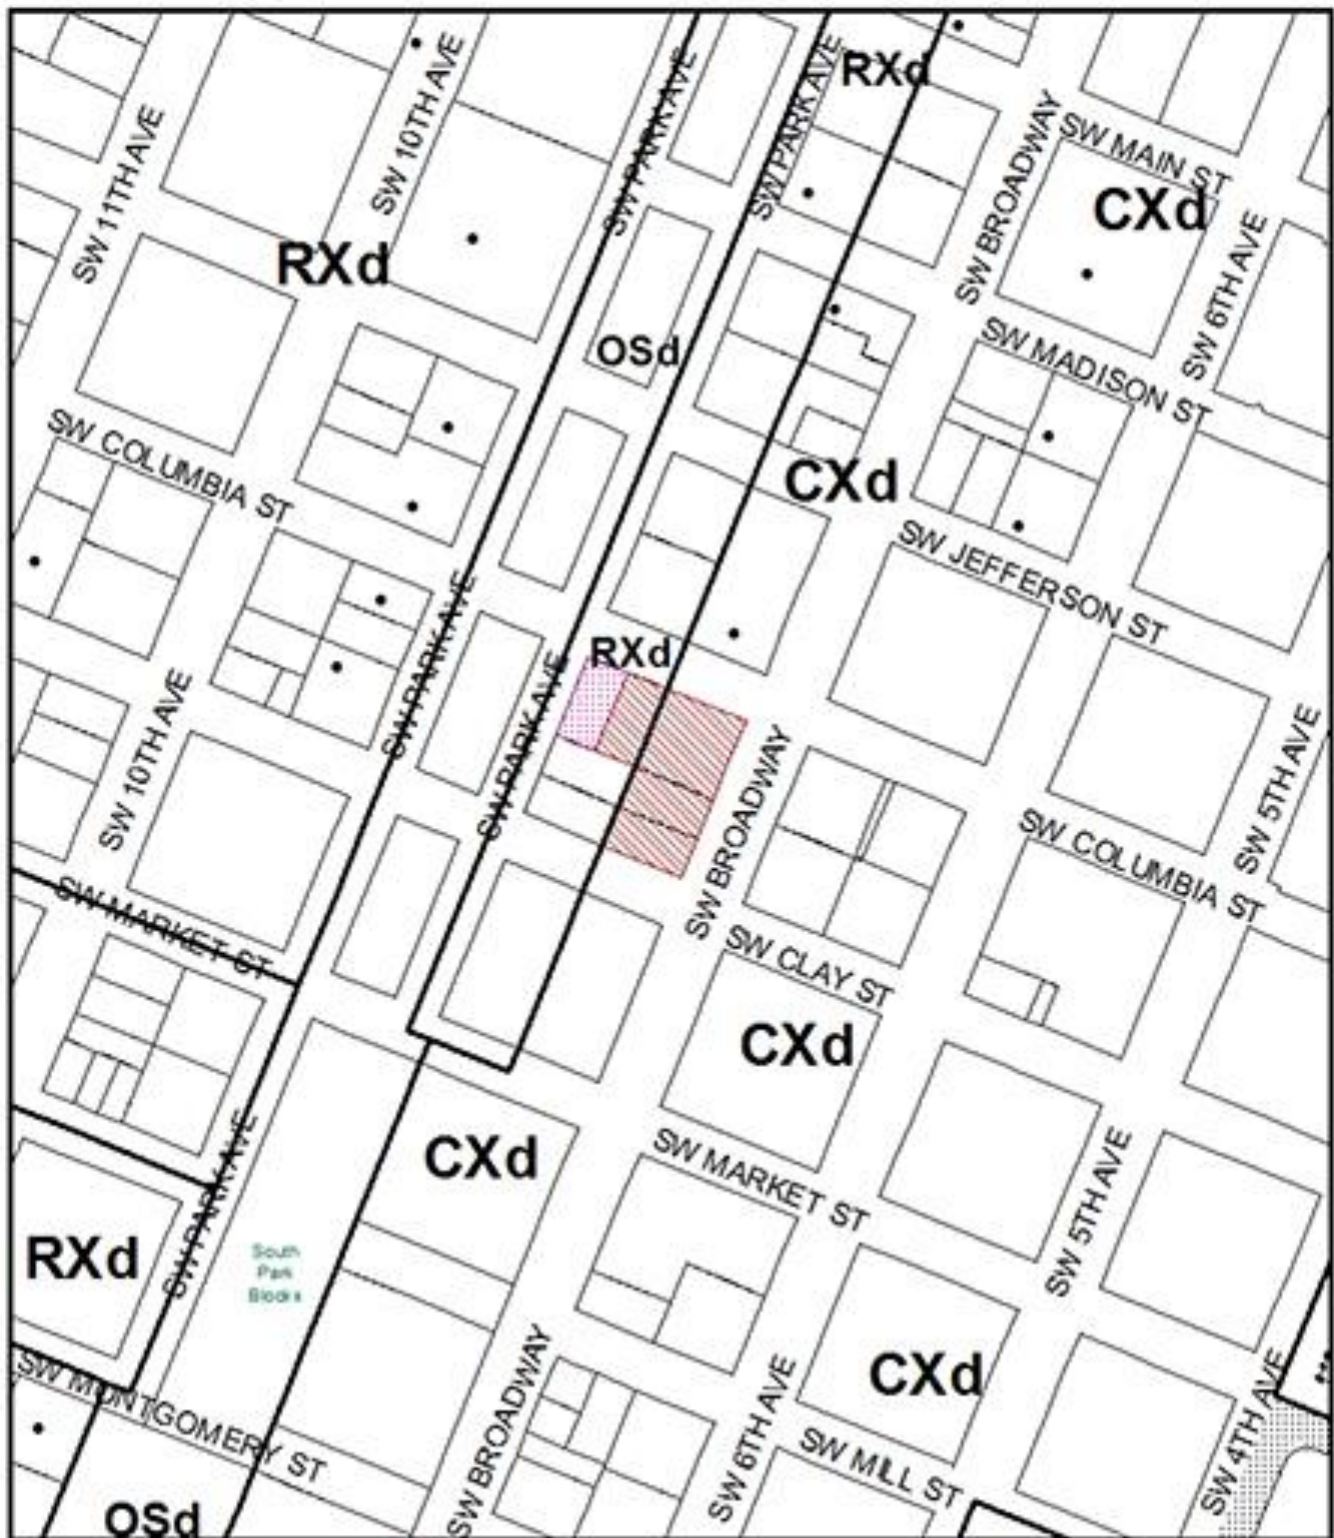 RXd
SW MAIN ST
CXd
SW 10TH AVE
SW PARK AVE
SW PARK AVE
SW BROADWAY
SW 11TH AVE
RXd
SW 6TH AVE
OSd
SW MADISON ST
SW COLUMBIA ST
CXd
SW JEFFERSON ST
SW PARK AVE
RXd
SW PARK AVE
SW 10TH AVE
SW BROADWAY
SW 5TH AVE
SW COLUMBIA ST
SW MARKET ST
SW CLAY ST
CXd
CXd
SW MARKET ST
SW PARK AVE
SW 5TH AVE
RXd
South
Park
Blocks
SW MONTGOMERY ST
SW BROADWAY
SW 6TH AVE
CXd
SW MILL ST
SW 4TH AVE
OSd